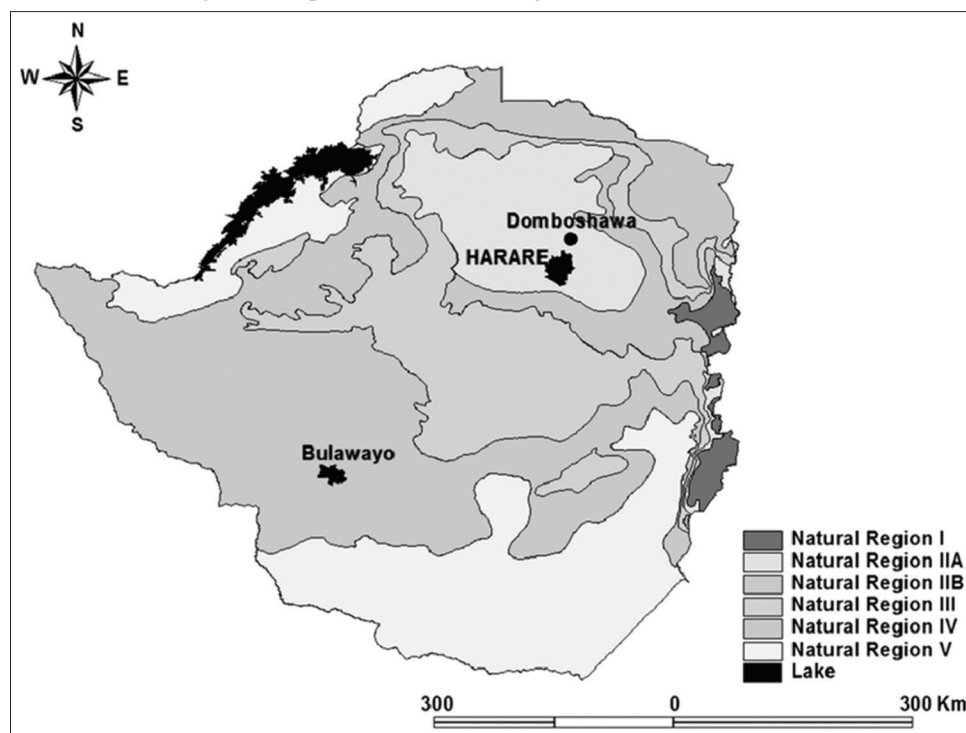 N
W E
S
Domboshawa
HARARE
Bulawayo
Natural Region I
Natural Region IIA
Natural Region IIB
Natural Region III
Natural Region IV
Natural Region V
Lake
300 0 300 Km